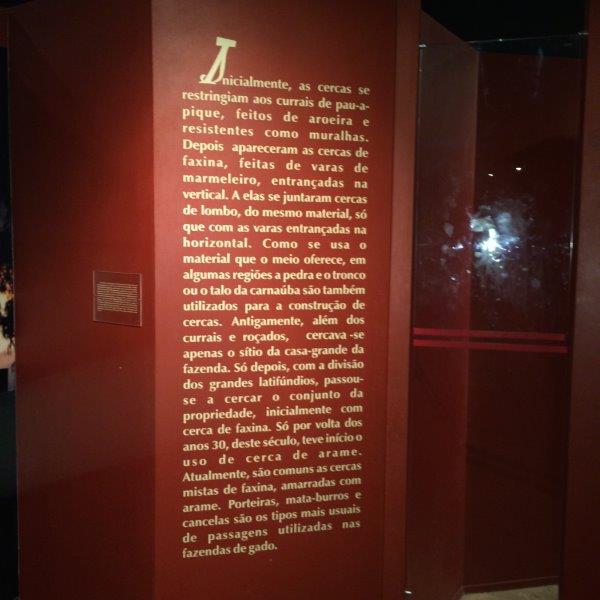 Inicialmente, as cercas se
restringiam aos currais de pau-a-
pique, feitos de aroeira e
resistentes como muralhas.
Depois apareceram as cercas de
faxina, feitas de varas de
marmeleiro, entrançadas na
vertical. A elas se juntaram cercas
de lombo, do mesmo material, só
que com as varas entrançadas na
horizontal. Como se usa o
material que o meio oferece, em
algumas regiões a pedra e o tronco
ou o talo da carnaúba são também
utilizados para a construção de
cercas. Antigamente, além dos
currais e roçados, cercava-se
apenas o sítio da casa-grande da
fazenda. Só depois, com a divisão
dos grandes latifúndios, passou-
se a cercar o conjunto da
propriedade, inicialmente com
cerca de faxina. Só por volta dos
anos 30, deste século, teve início o
uso de cerca de arame.
Atualmente, são comuns as cercas
mistas de faxina, amarradas com
arame. Porteiras, mata-burros e
cancelas são os tipos mais usuais
de passagens utilizadas nas
fazendas de gado.